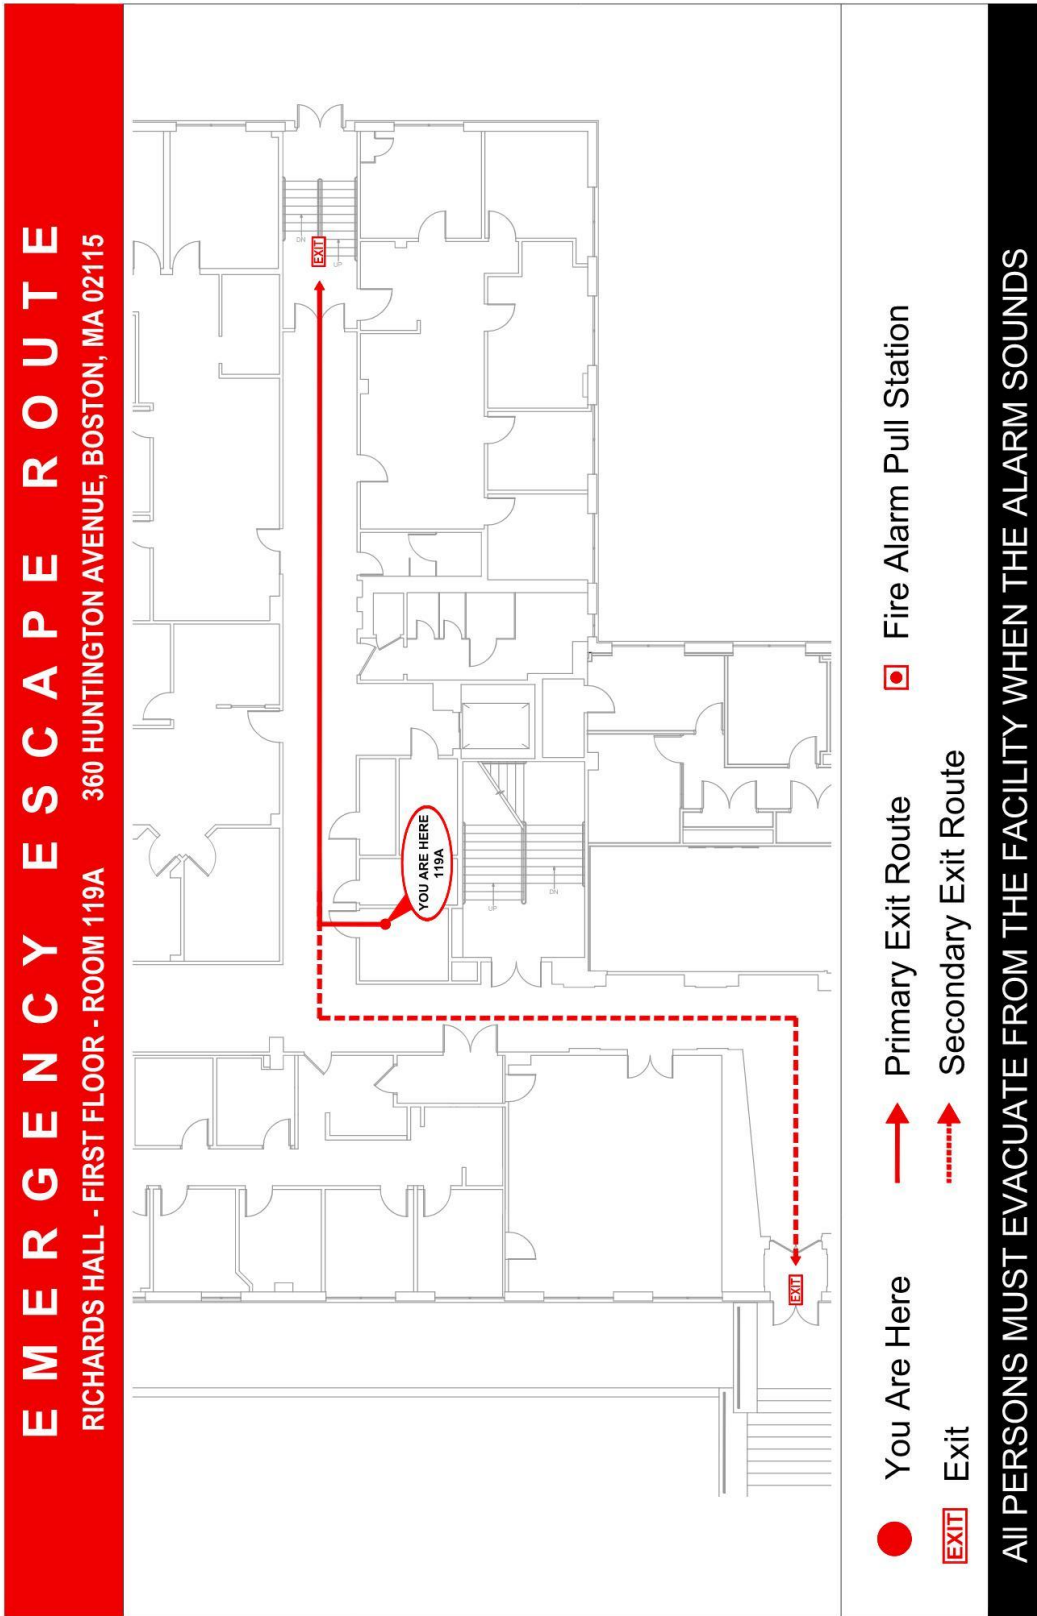 EMERGENCY ESCAPE ROUTE
RICHARDS HALL - FIRST FLOOR - ROOM 119A
360 HUNTINGTON AVENUE, BOSTON, MA 02115
EXIT
DN
UP
YOU ARE HERE
119A
UP
DN
EXIT
You Are Here
Primary Exit Route
Fire Alarm Pull Station
EXIT Exit
Secondary Exit Route
All PERSONS MUST EVACUATE FROM THE FACILITY WHEN THE ALARM SOUNDS